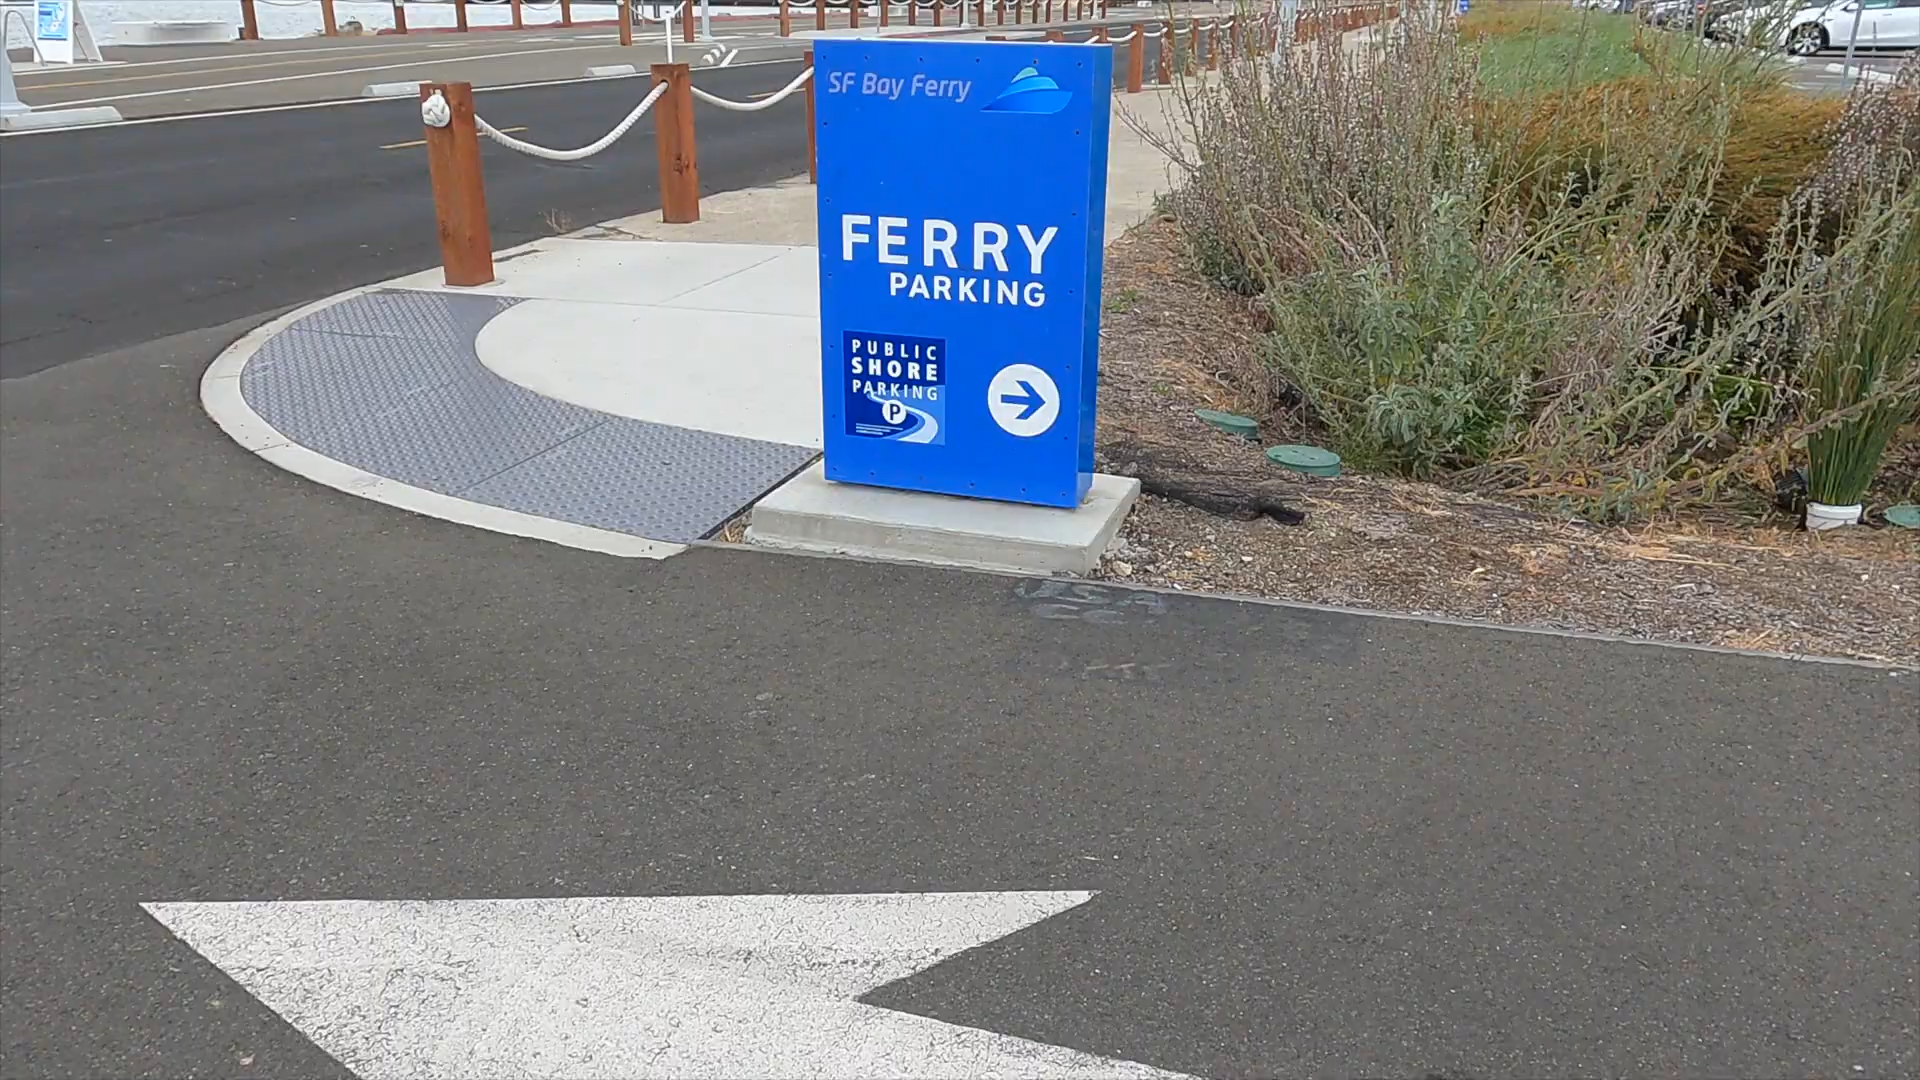 SF Bay Ferry
FERRY
PARKING
PUBLIC
SHORE
PARKING
P